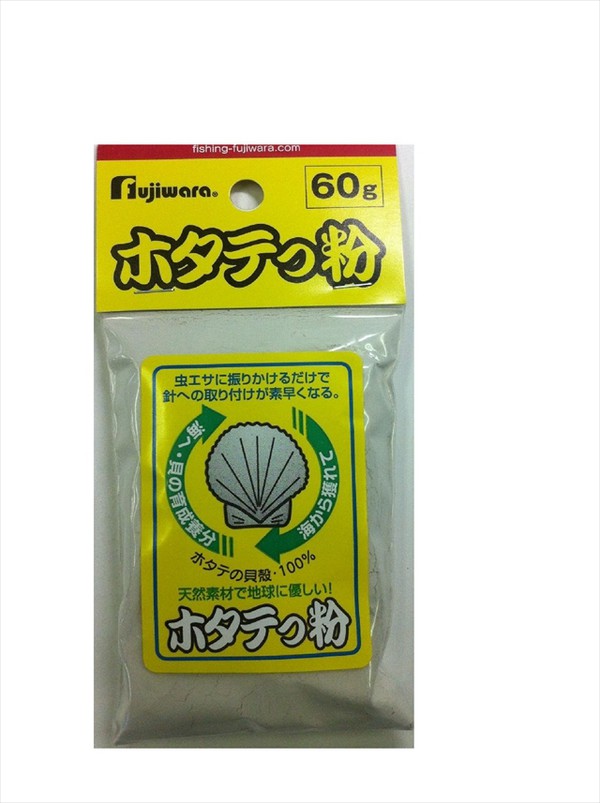 fishing-fujiwara.com
Fujiwara®
60g
ホタテっ粉
虫エサに振りかけるだけで
針への取り付けが素早くなる。
海へ・貝の育成養分
海から獲れて
ホタテの貝殻・100%
天然素材で地球に優しい!
ホタテっ粉